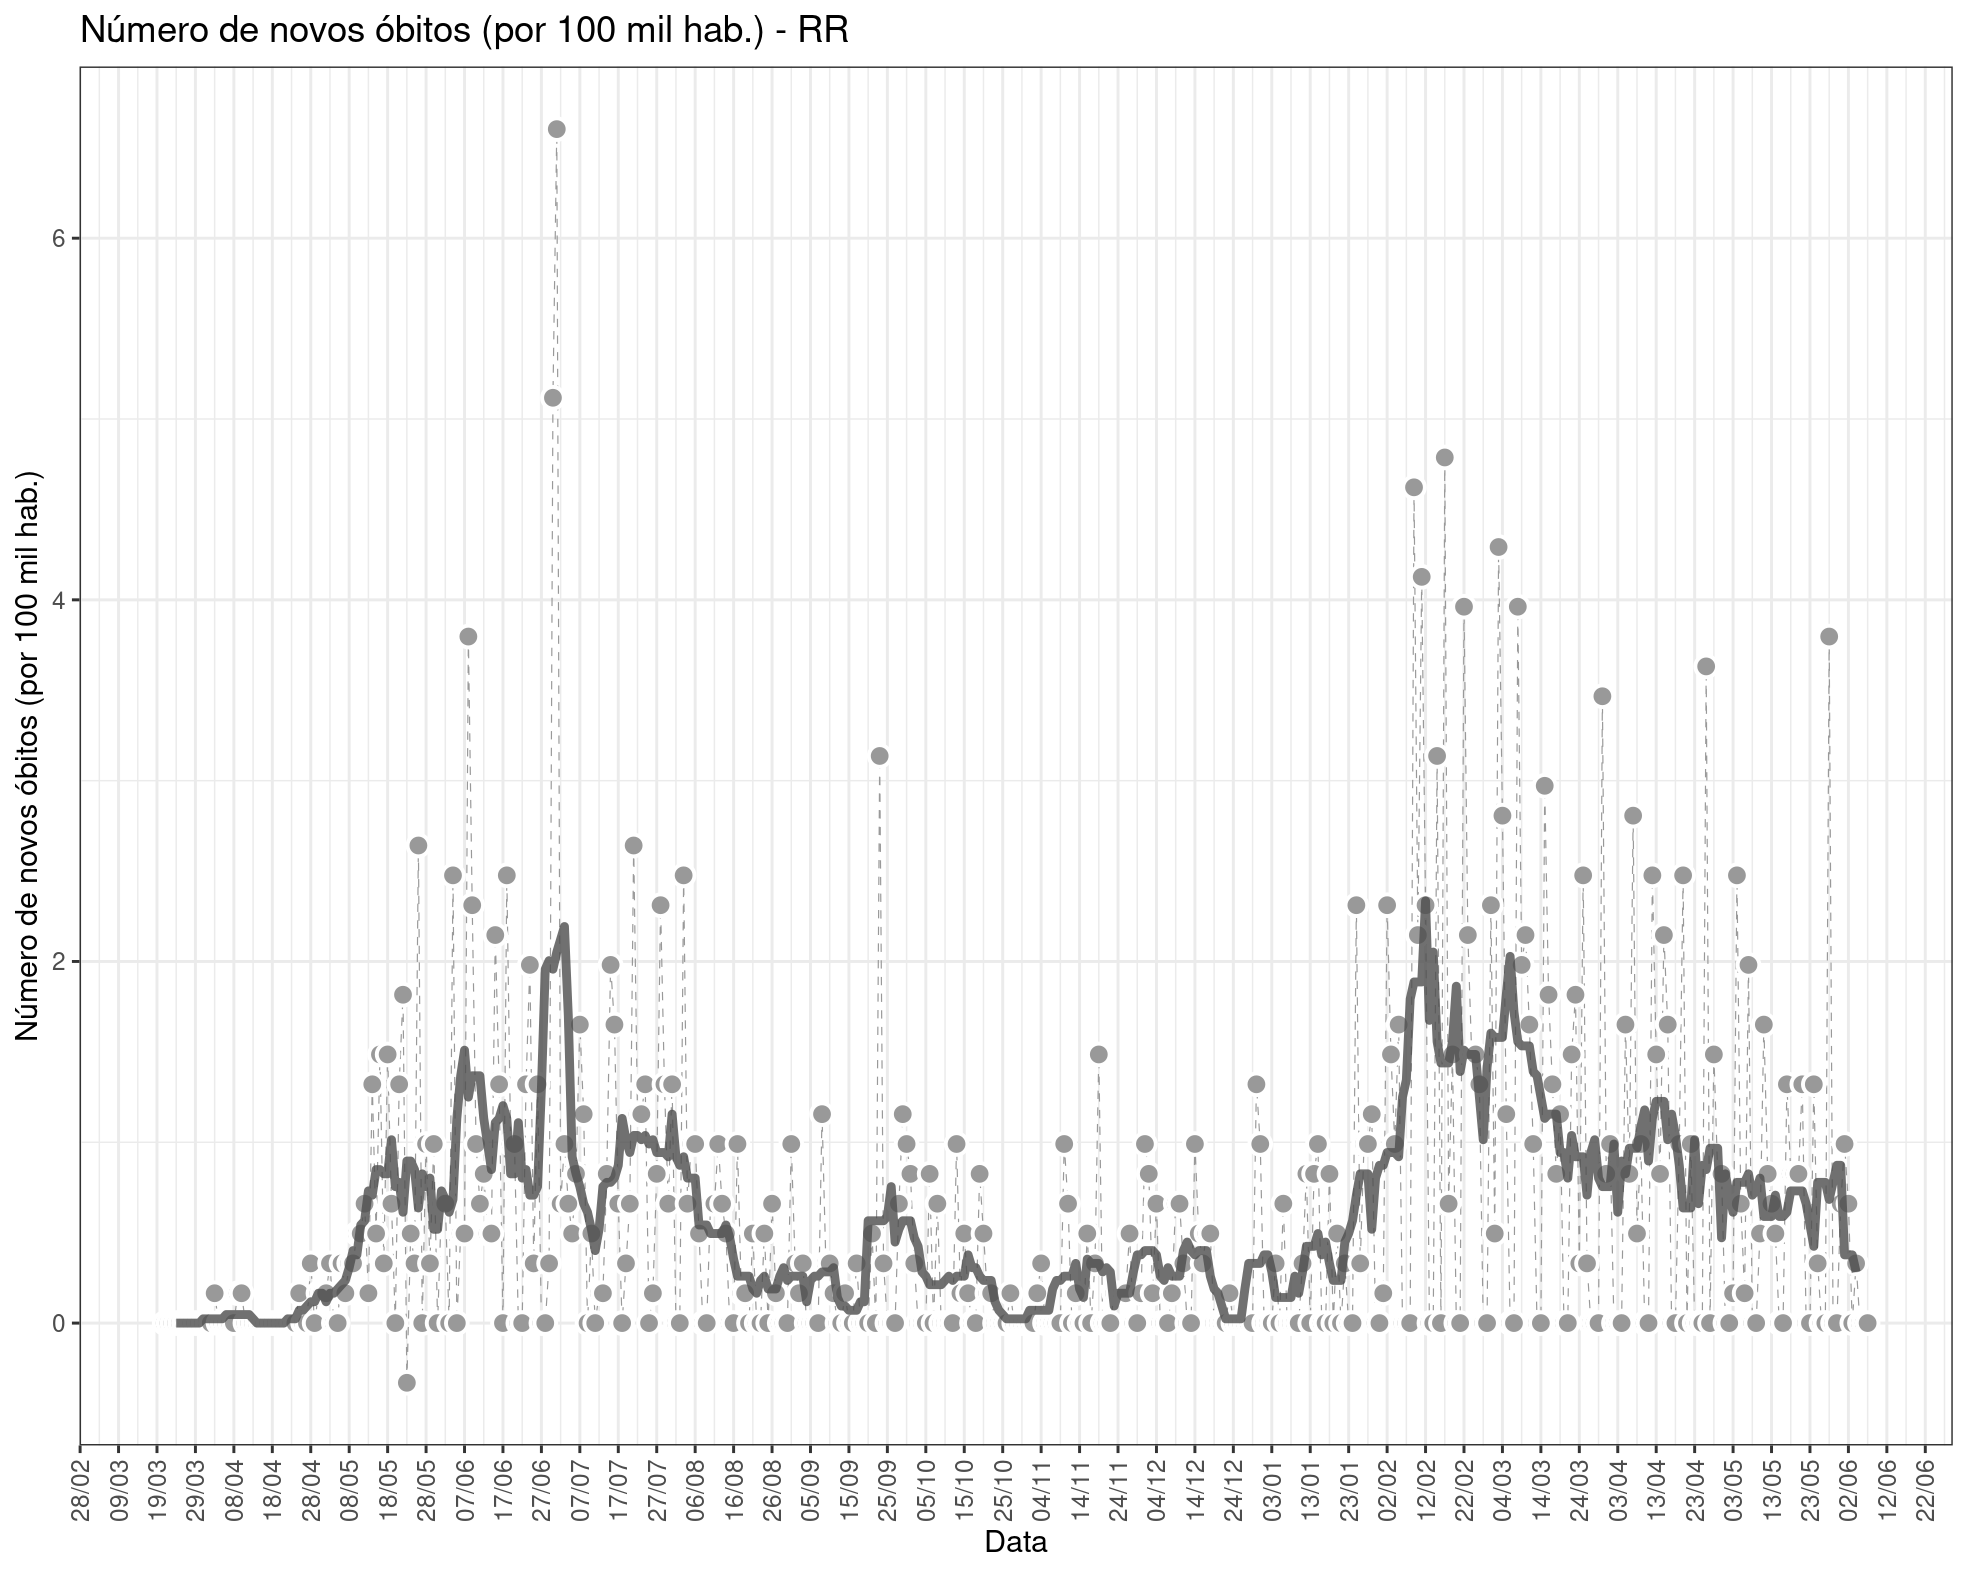 Número de novos óbitos (por 100 mil hab.) - RR
Número de novos óbitos (por 100 mil hab.)
6
4
2
0
28/02 09/03 19/03 29/03 08/04 18/04 28/04 08/05 18/05 28/05 07/06 17/06 27/06 07/07 17/07 27/07 06/08 16/08 26/08 05/09 15/09 25/09 05/10 15/10 25/10 04/11 14/11 24/11 04/12 14/12 24/12 03/01 13/01 23/01 02/02 12/02 22/02 04/03 14/03 24/03 03/04 13/04 23/04 03/05 13/05 23/05 02/06 12/06 22/06
Data